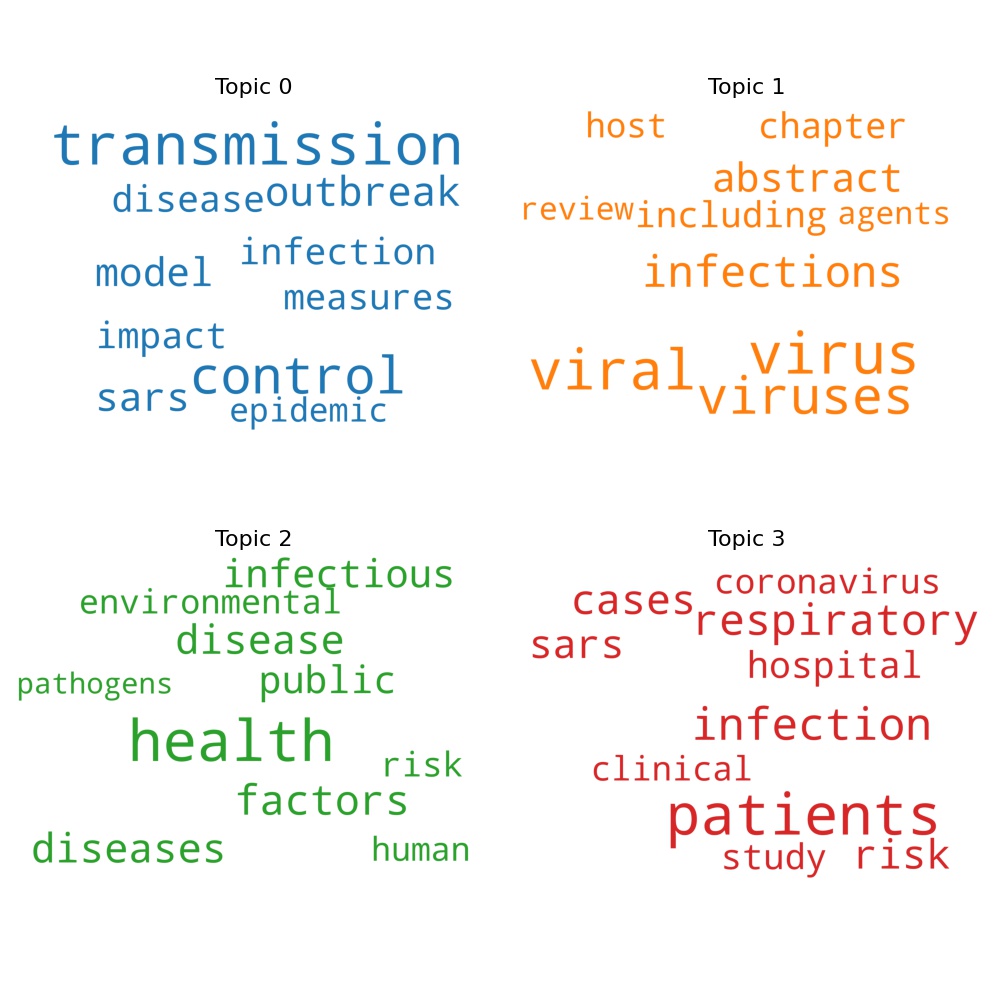 Topic 0
transmission
disease outbreak
infection
model
measures
impact
control
sars
epidemic
Topic 1
host chapter
abstract
review including agents
infections
virus
viral
viruses
Topic 2
infectious
environmental
disease
pathogens public
health
risk
factors
diseases human
Topic 3
coronavirus
cases
respiratory
sars
hospital
infection
clinical
patients
study risk